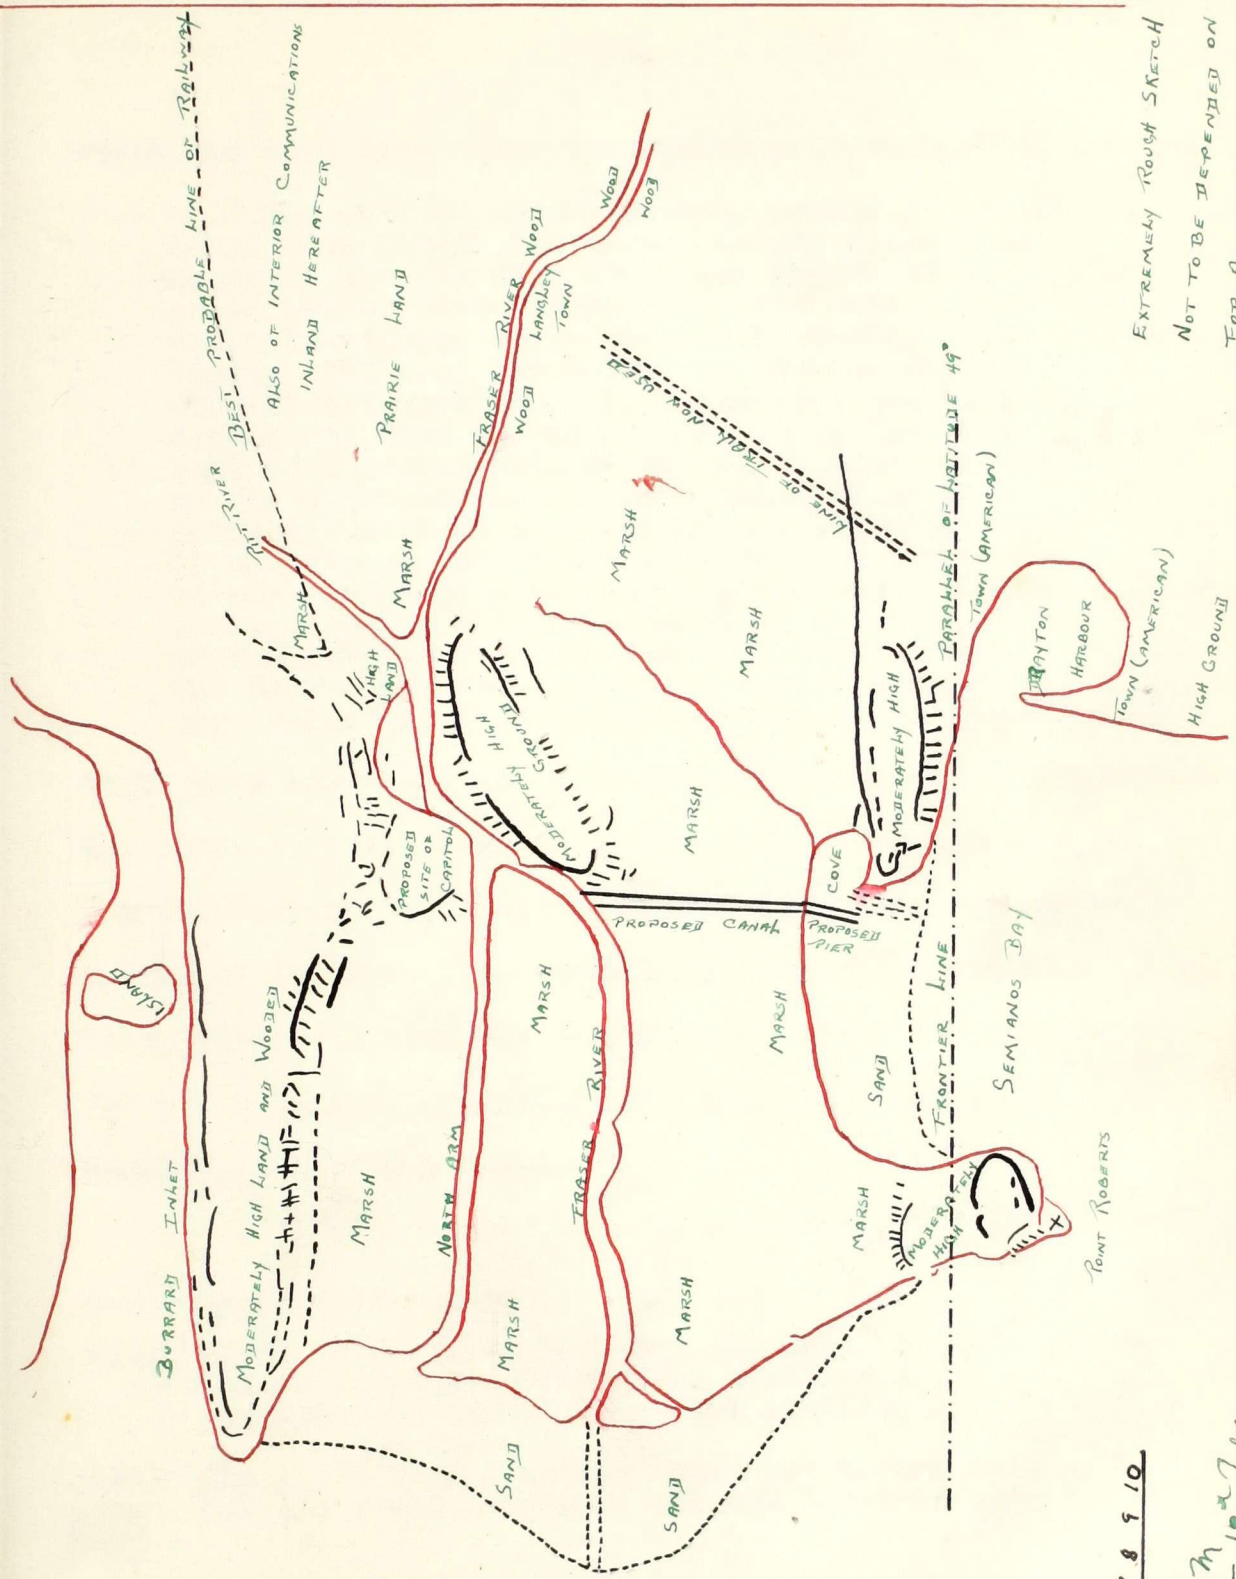 BEST PROBABLE LINE OF RAILWAY
ALSO OF INTERIOR COMMUNICATIONS
INLAND HEREAFTER
PRAIRIE LAND
PITT RIVER
MARSH
MARSH
HIGH
LAND
FRASER RIVER
WOOD
WOOD
WOOD
WOOD
LANGLEY
TOWN
LINE OF TRAIL NOW USED
EXTREMELY ROUGH SKETCH
NOT TO BE DEPENDED ON
FOR
PARALLEL OF LATITUDE 49°
TOWN (AMERICAN)
DRAYTON
HARBOUR
TOWN (AMERICAN)
HIGH GROUND
MARSH
MARSH
MARSH
MODERATELY HIGH
GROUND
MODERATELY HIGH
PROPOSED
SITE OF
CAPITOL
COVE
PROPOSED CANAL
PROPOSED
PIER
ISLAND
BURRARD INLET
MODERATELY HIGH LAND AND WOODED
MARSH
NORTH ARM
MARSH
FRASER RIVER
MARSH
SAND
FRONTIER LINE
SEMIANOS BAY
MARSH
MODERATELY
HIGH
POINT ROBERTS
MARSH
MARSH
SAND
SAND
8 9 10